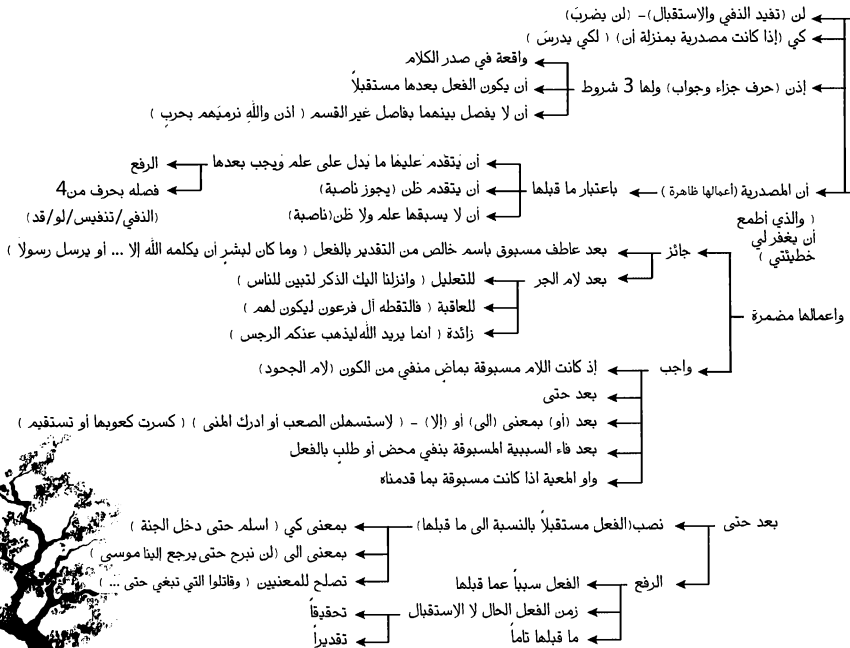 لن (تفيد الذفي والاستقبال)– (لن يضربَ)
كي (إذا كانت مصدرية بمنزلة أن) ( لكي يدرسَ )
واقعة في صدر الكلام
إذن (حرف جزاء وجواب) ولها 3 شروط
أن يكون الفعل بعدها مستقبلاً
أن لا يفصل بينهما بفاصل غير القسم ( اذن واللهِ نرميَهم بحربٍ )
أن يتقدم عليها ما يدل على علم ويجب بعدها
الرفع
أن المصدرية (أعمالها ظاهرة )
باعتبار ما قبلها
أن يتقدم ظن (يجوز ناصبة)
فصله بحرف من4
أن لا يسبقها علم ولا ظن(ناصبة)
(الذفي/تنفيس/لو/قد)
( والذي أطمع
أن يغفر لي
خطيئتي )
جائز
بعد عاطف مسبوق باسم خالص من التقدير بالفعل ( وما كان لبشرٍ أن يكلمه الله إلا ... أو يرسل رسولا )
بعد لام الجر
للتعليل ( وانزلنا اليك الذكر لتبين للناس )
للعاقبة ( فالتقطه آل فرعون ليكون لهم )
زائدة ( انما يريد الله ليذهب عنكم الرجس )
واعمالها مضمرة
واجب
إذ كانت اللام مسبوقة بماضٍ منفي من الكون (لام الجحود)
بعد حتى
بعد (أو) بمعنى (الى) أو (إلا) – ( لاستسهلن الصعب أو ادرك المنى ) ( كسرت كعوبها أو تستقيم )
بعد فاء السببية المسبوقة بنفي محض أو طلبٍ بالفعل
واو المعية اذا كانت مسبوقة بما قدمناه
بعد حتى
نصب(الفعل مستقبلاً بالنسبة الى ما قبلها)
بمعنى كي ( اسلم حتى دخل الجنة )
بمعنى الى (لن نبرح حتى يرجع إلينا موسى )
تصلح للمعنيين ( وقاتلوا التي تبغي حتى ... )
الرفع
الفعل سبباً عما قبلها
زمن الفعل الحال لا الاستقبال
تحقيقاً
ما قبلها تاماً
تقديراً